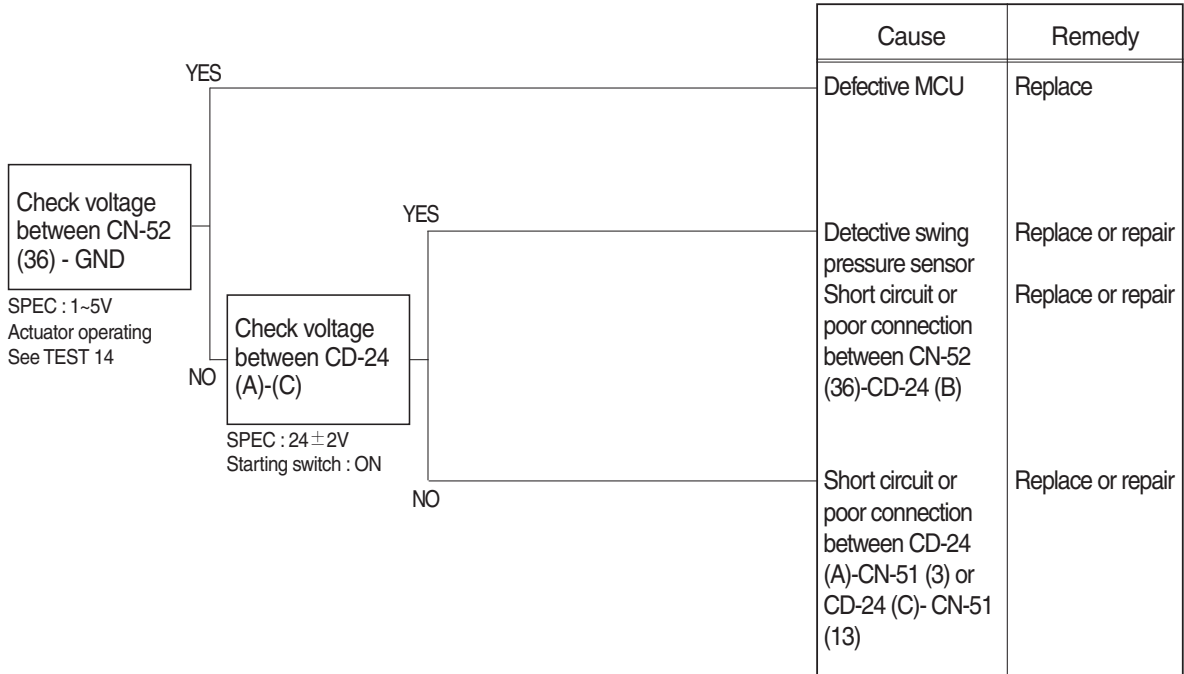 Cause
Remedy
YES
Defective MCU
Replace
Check voltage
between CN-52
(36) - GND
SPEC : 1~5V
Actuator operating
See TEST 14
YES
Detective swing
pressure sensor
Replace or repair
Short circuit or
poor connection
between CN-52
(36)-CD-24 (B)
Replace or repair
NO
Check voltage
between CD-24
(A)-(C)
SPEC : 24±2V
Starting switch : ON
NO
Short circuit or
poor connection
between CD-24
(A)-CN-51 (3) or
CD-24 (C)- CN-51
(13)
Replace or repair